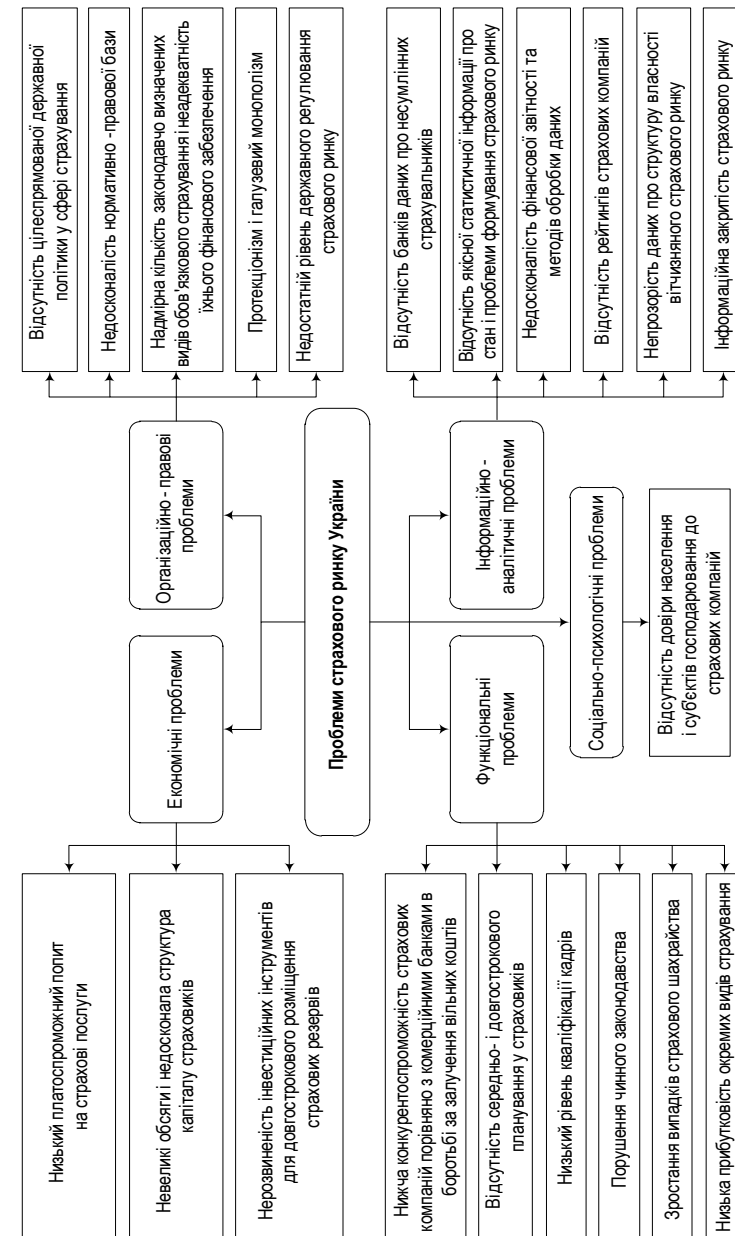 Проблеми страхового ринку України
Економічні проблеми
Низький платоспроможний попит
на страхові послуги
Невеликі обсяги і недосконала структура
капіталу страховиків
Нерозвиненість інвестиційних інструментів
для довгострокового розміщення
страхових резервів
Організаційно - правові
проблеми
Відсутність цілеспрямованої державної
політики у сфері страхування
Недосконалість нормативно -правової бази
Надмірна кількість законодавчо визначених
видів обов'язкового страхування і неадекватність
їхнього фінансового забезпечення
Протекціонізм і галузевий монополізм
Недостатній рівень державного регулювання
страхового ринку
Функціональні
проблеми
Нижча конкурентоспроможність страхових
компаній порівняно з комерційними банками в
боротьбі за залучення вільних коштів
Відсутність середньо- і довгострокового
планування у страховиків
Низький рівень кваліфікації кадрів
Порушення чинного законодавства
Зростання випадків страхового шахрайства
Низька прибутковість окремих видів страхування
Інформаційно -
аналітичні проблеми
Відсутність банків даних про несумлінних
страхувальників
Відсутність якісної статистичної інформації про
стан і проблеми формування страхового ринку
Недосконалість фінансової звітності та
методів обробки даних
Відсутність рейтингів страхових компаній
Непрозорість даних про структуру власності
вітчизняного страхового ринку
Інформаційна закритість страхового ринку
Соціально-психологічні проблеми
Відсутність довіри населення
і суб'єктів господарювання до
страхових компаній